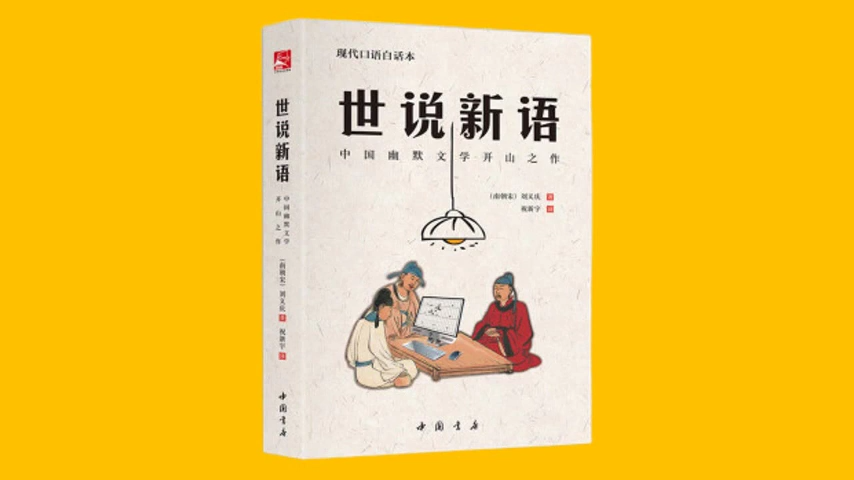 现代口语白话本
世说新语
中国幽默文学开山之作
（南朝宋）刘义庆 著
祝新宇 译
中国书店
世说新语
中国幽默文学
开山之作
（南朝宋）刘义庆 著 祝新宇 译
中国书店